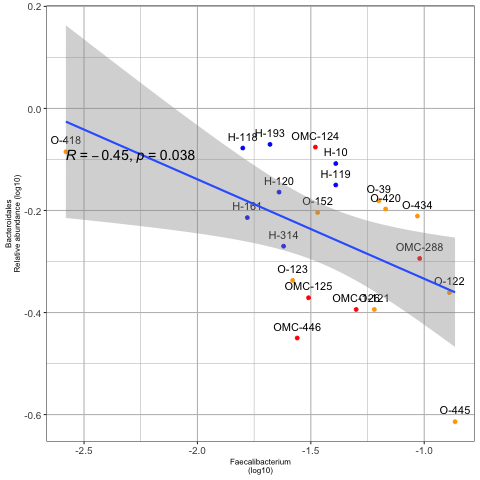 0.2
0.0
-0.2
-0.4
-0.6
Bacteroidales
Relative abundance (log10)
O-418
R = − 0.45, p = 0.038
H-118
H-193
OMC-124
H-10
H-119
H-120
H-161
O-152
O-39
O-420
O-434
H-314
OMC-288
O-123
O-122
OMC-125
OMC-446
O-445
-2.5
-2.0
-1.5
-1.0
Faecalibacterium
(log10)